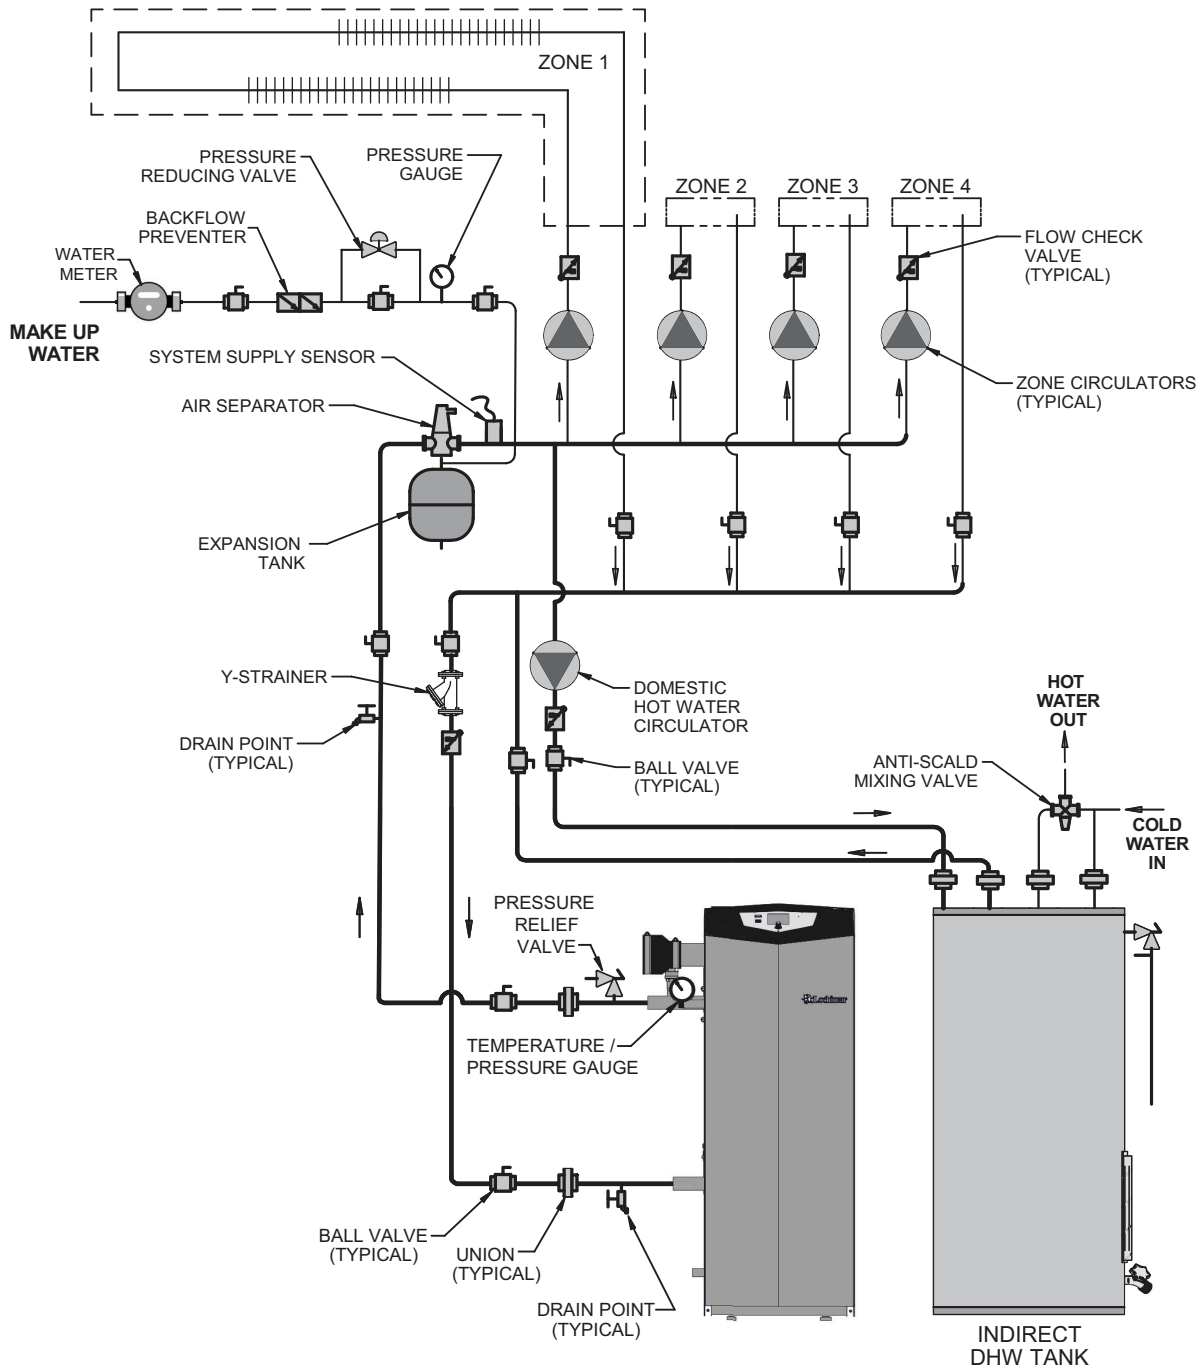 ZONE 1
PRESSURE
REDUCING VALVE
PRESSURE
GAUGE
ZONE 2
ZONE 3
ZONE 4
BACKFLOW
PREVENTER
WATER
METER
FLOW CHECK
VALVE
(TYPICAL)
MAKE UP
WATER
SYSTEM SUPPLY SENSOR
ZONE CIRCULATORS
(TYPICAL)
AIR SEPARATOR
EXPANSION
TANK
Y-STRAINER
DOMESTIC
HOT WATER
CIRCULATOR
HOT
WATER
OUT
DRAIN POINT
(TYPICAL)
BALL VALVE
(TYPICAL)
ANTI-SCALD
MIXING VALVE
COLD
WATER
IN
PRESSURE
RELIEF
VALVE
Lochinvar
TEMPERATURE /
PRESSURE GAUGE
BALL VALVE
(TYPICAL)
UNION
(TYPICAL)
DRAIN POINT
(TYPICAL)
INDIRECT
DHW TANK